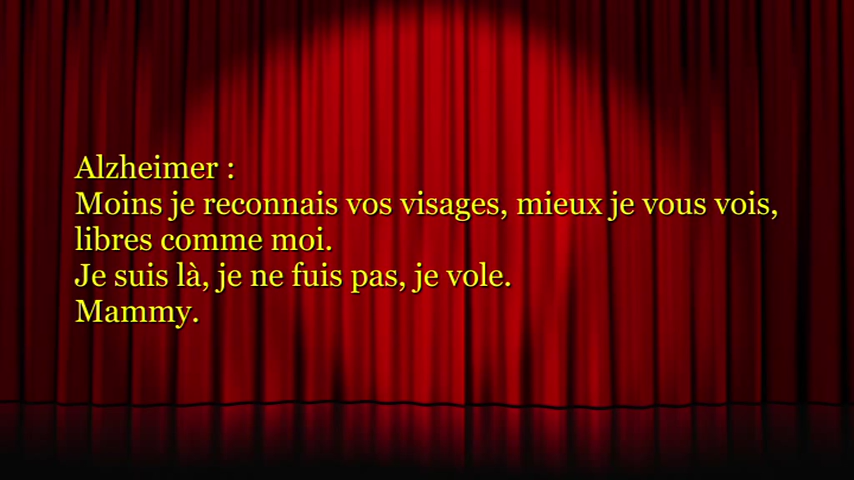 Alzheimer :
Moins je reconnais vos visages, mieux je vous vois,
libres comme moi.
Je suis là, je ne fuis pas, je vole.
Mammy.